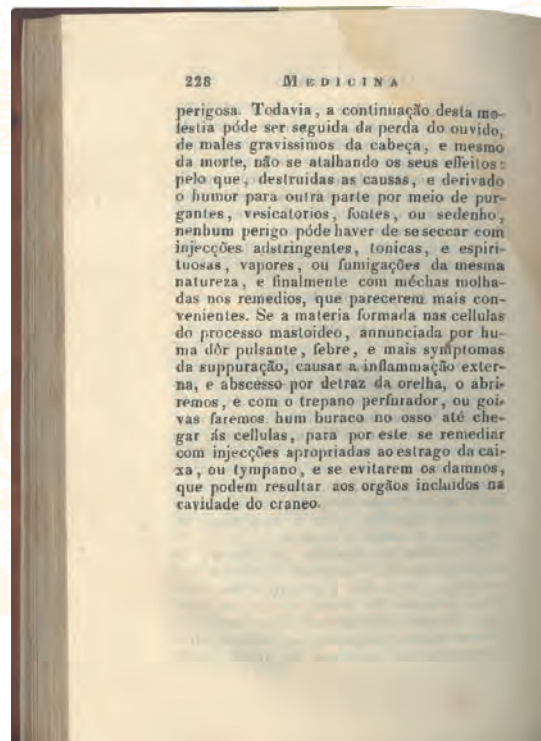 228 MEDICINA
perigosa. Todavia, a continuação desta mo-
lestia póde ser seguida da perda do ouvido,
de males gravissimos da cabeça, e mesmo
da morte, não se atalhando os seus effeitos:
pelo que, destruidas as causas, e derivado
o humor para outra parte por meio de pur-
gantes, vesicatorios, fontes, ou sedenho,
nenhum perigo póde haver de se seccar com
injecções adstringentes, tonicas, e espiri-
tuosas, vapores, ou fumigações da mesma
natureza, e finalmente com méchas molha-
das nos remedios, que parecerem mais con-
venientes. Se a materia formada nas cellulas
do processo mastoideo, annunciada por hu-
ma dôr pulsante, febre, e mais symptomas
da suppuração, causar a inflammação exter-
na, e abscesso por detraz da orelha, o abri-
remos, e com o trepano perfurador, ou goi-
vas faremos hum buraco no osso até che-
gar ás cellulas, para por este se remediar
com injecções apropriadas ao estrago da cai-
xa, ou tympano, e se evitarem os damnos,
que podem resultar aos orgãos incluidos na
cavidade do craneo.